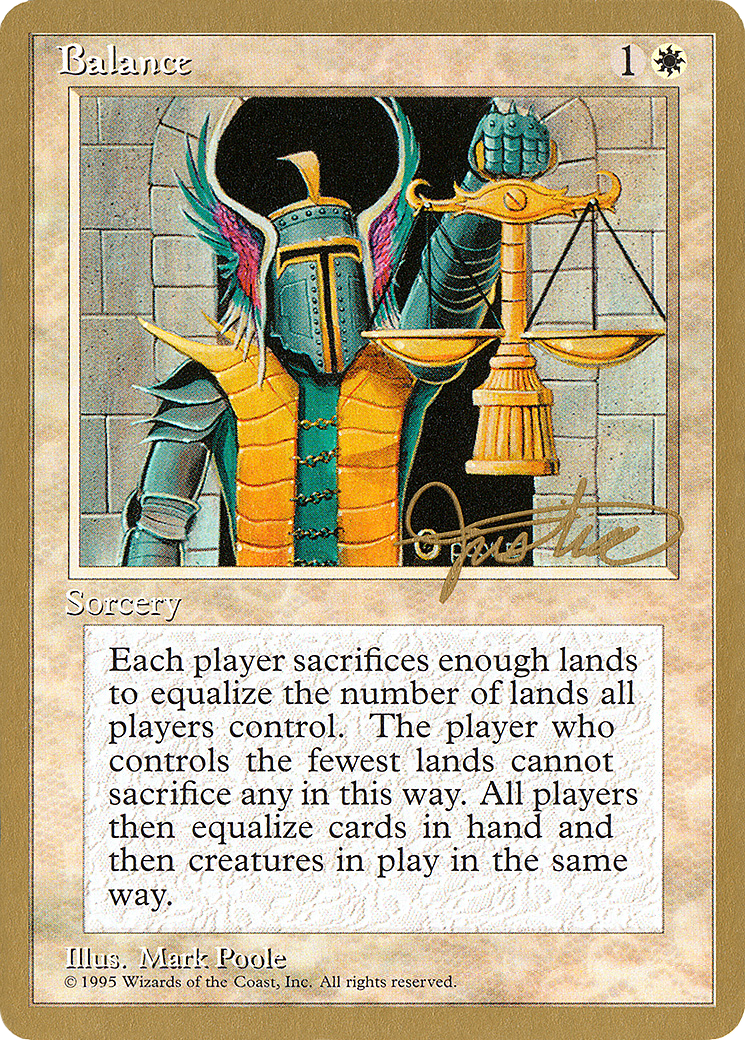 Balance 1
Sorcery
Each player sacrifices enough lands
to equalize the number of lands all
players control. The player who
controls the fewest lands cannot
sacrifice any in this way. All players
then equalize cards in hand and
then creatures in play in the same
way.
Illus. Mark Poole
© 1995 Wizards of the Coast, Inc. All rights reserved.